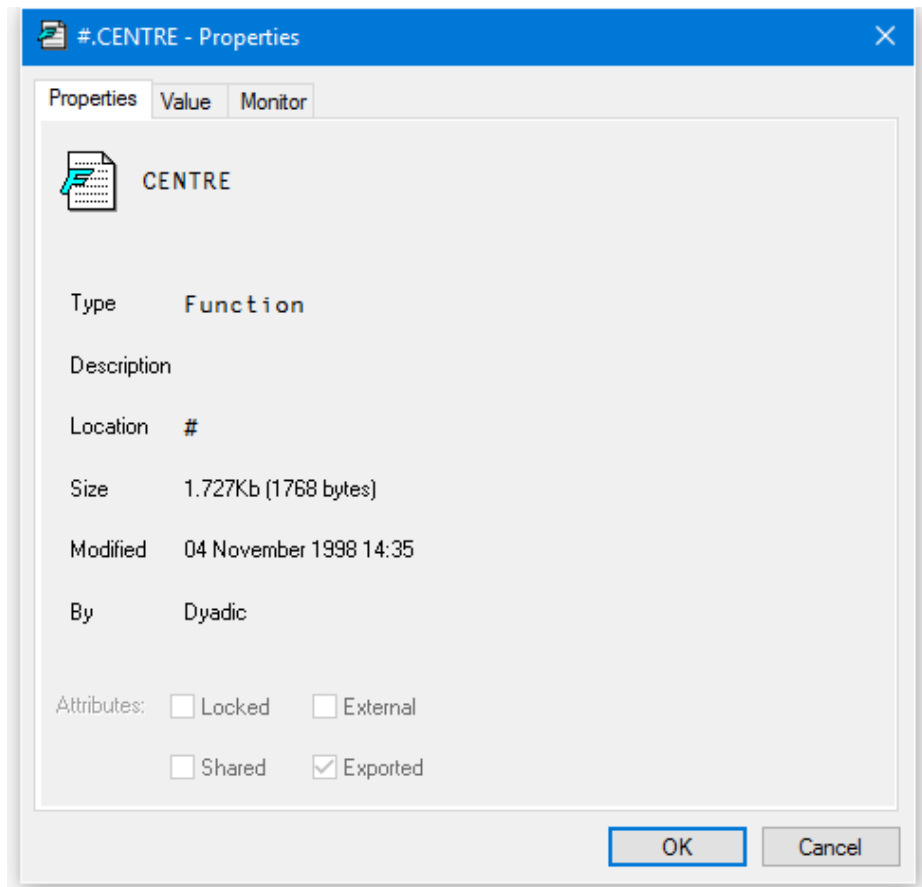 #.CENTRE - Properties
Properties Value Monitor
CENTRE
Type Function
Description
Location #
Size 1.727Kb (1768 bytes)
Modified 04 November 1998 14:35
By Dyadic
Attributes: Locked External
Shared Exported
OK Cancel